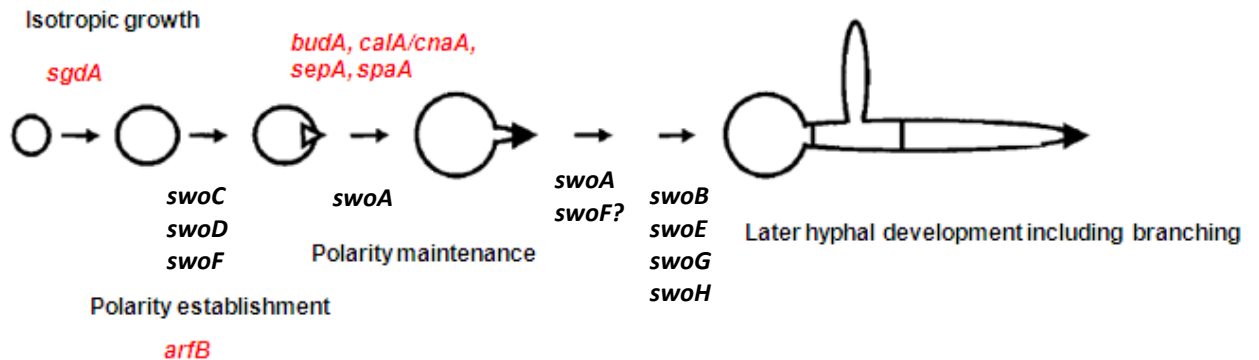 Isotropic growth
sgdA
budA, calA/cnaA,
sepA, spaA
swoC
swoD
swoF
Polarity establishment
arfB
swoA
Polarity maintenance
swoA
swoF?
swoB
swoE
swoG
swoH
Later hyphal development including branching